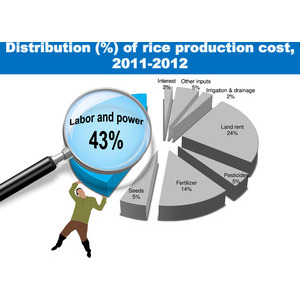 Distribution (%) of rice production cost,
2011-2012
Interest
2%
Other inputs
5%
Irrigation & drainage
2%
Labor and power
43%
Land rent
24%
Pesticide
5%
Fertilizer
14%
Seeds
5%